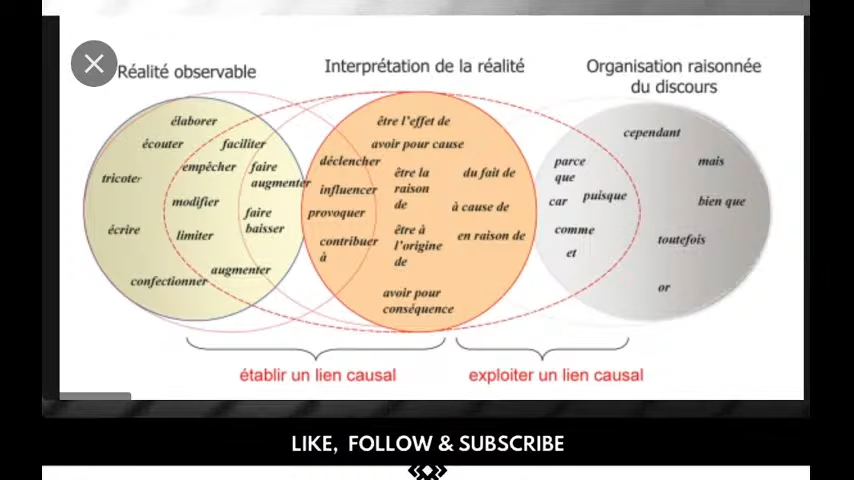 Réalité observable
Interprétation de la réalité
Organisation raisonnée
du discours
élaborer
écouter
faciliter
empêcher
faire
augmenter
tricoter
modifier
faire
baisser
écrire
limiter
augmenter
confectionner
être l'effet de
avoir pour cause
déclencher
être la
raison
de
du fait de
influencer
provoquer
à cause de
contribuer
à
être à
l'origine
de
en raison de
avoir pour
conséquence
cependant
parce
que
mais
car
puisque
bien que
comme
toutefois
et
or
établir un lien causal
exploiter un lien causal
LIKE, FOLLOW & SUBSCRIBE